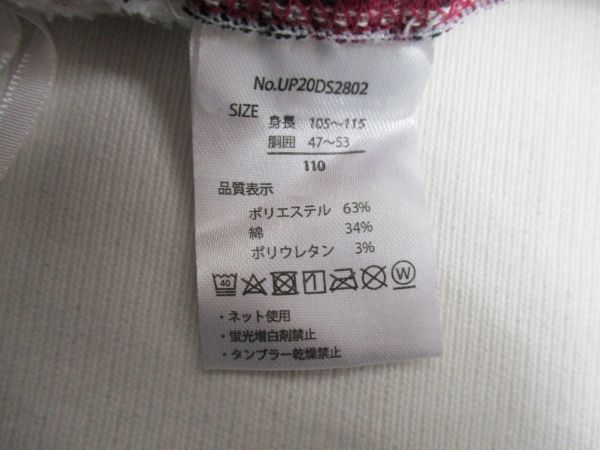 No.UP20DS2802
SIZE
身長 105～115
胴囲 47～53
110
品質表示
ポリエステル 63%
綿 34%
ポリウレタン 3%
40 W
・ネット使用
・蛍光増白剤禁止
・タンブラー乾燥禁止